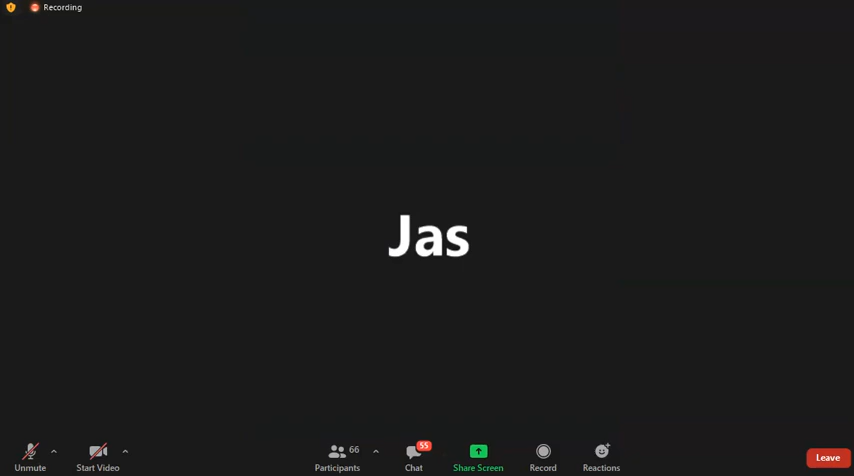 Recording
Jas
66
55
Unmute
Start Video
Participants
Chat
Share Screen
Record
Reactions
Leave